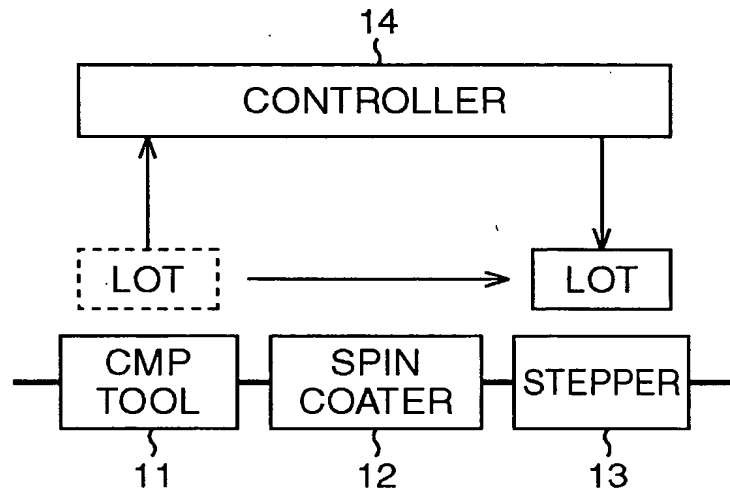 14
CONTROLLER
LOT
LOT
CMP
TOOL
SPIN
COATER
STEPPER
11
12
13